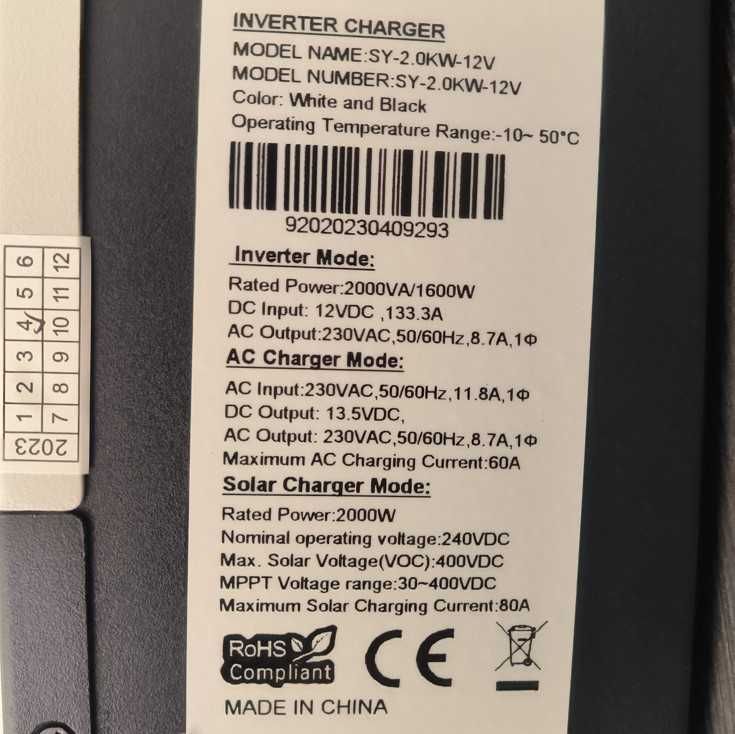 INVERTER CHARGER
MODEL NAME:SY-2.0KW-12V
MODEL NUMBER:SY-2.0KW-12V
Color: White and Black
Operating Temperature Range:-10~ 50°C
92020230409293
Inverter Mode:
Rated Power:2000VA/1600W
DC Input: 12VDC ,133.3A
AC Output:230VAC,50/60Hz,8.7A,1Φ
AC Charger Mode:
AC Input:230VAC,50/60Hz,11.8A,1Φ
DC Output: 13.5VDC,
AC Output: 230VAC,50/60Hz,8.7A,1Φ
Maximum AC Charging Current:60A
Solar Charger Mode:
Rated Power:2000W
Nominal operating voltage:240VDC
Max. Solar Voltage(VOC):400VDC
MPPT Voltage range:30~400VDC
Maximum Solar Charging Current:80A
RoHS
Compliant
CE
MADE IN CHINA
2023
1 2 3 4 5 6
7 8 9 10 11 12